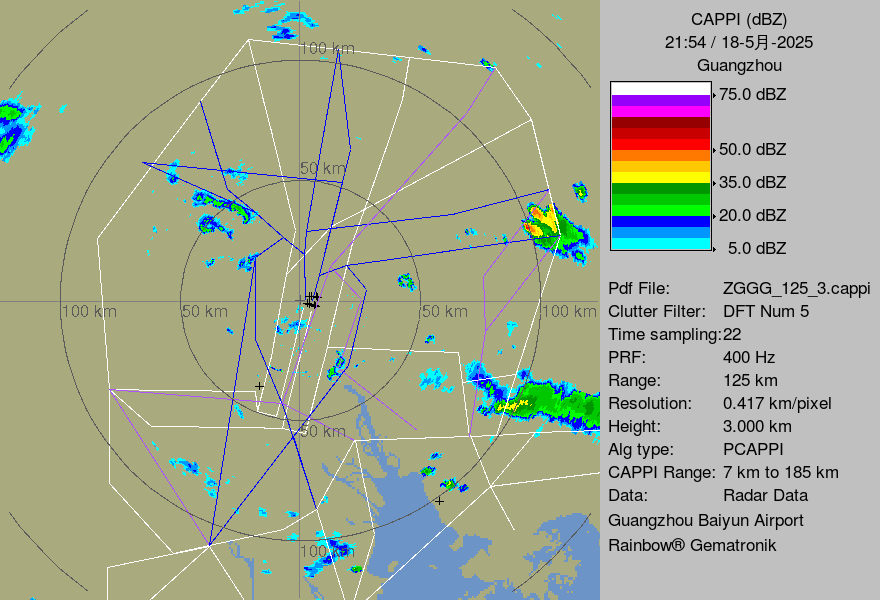 CAPPI (dBZ)
21:54 / 18-5月-2025
Guangzhou
75.0 dBZ
50.0 dBZ
35.0 dBZ
20.0 dBZ
5.0 dBZ
Pdf File: ZGGG_125_3.cappi
Clutter Filter: DFT Num 5
Time sampling:22
PRF: 400 Hz
Range: 125 km
Resolution: 0.417 km/pixel
Height: 3.000 km
Alg type: PCAPPI
CAPPI Range: 7 km to 185 km
Data: Radar Data
Guangzhou Baiyun Airport
Rainbow® Gematronik
100 km
50 km
100 km
50 km
50 km
100 km
50 km
100 km